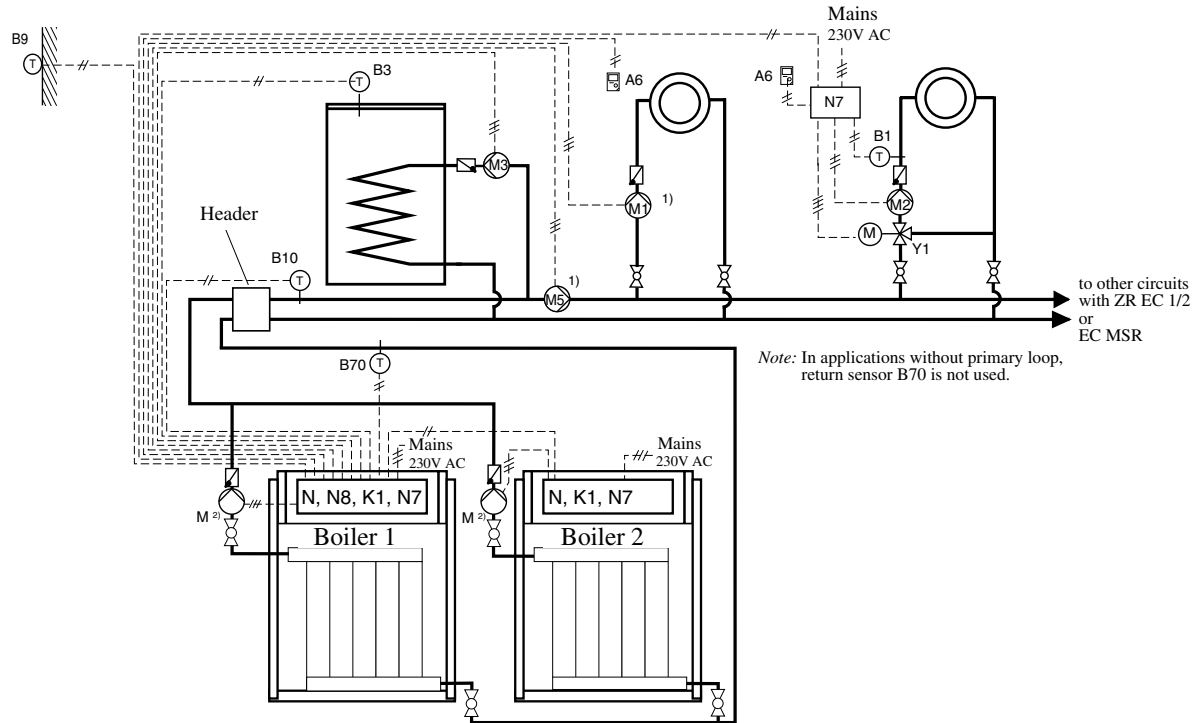 Mains
230V AC
B9
T
B3
T
A6
A6
N7
B1
T
M3
M1 1)
M2
M
Y1
Header
B10
T
1)
M5
to other circuits
with ZR EC 1/2
or
EC MSR
B70
T
Note: In applications without primary loop,
return sensor B70 is not used.
Mains
230V AC
Mains
230V AC
N, N8, K1, N7
N, K1, N7
M 2)
M 2)
Boiler 1
Boiler 2